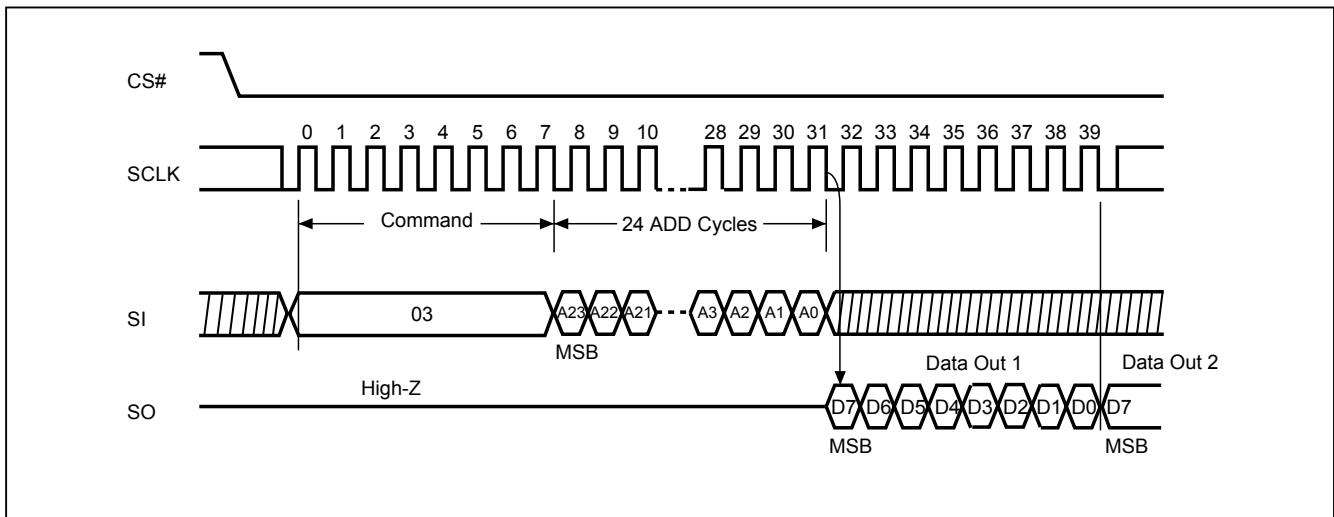 CS#
0 1 2 3 4 5 6 7 8 9 10 28 29 30 31 32 33 34 35 36 37 38 39
SCLK
Command
24 ADD Cycles
SI
03
A23 A22 A21 A3 A2 A1 A0
MSB
Data Out 1
Data Out 2
High-Z
SO
D7 D6 D5 D4 D3 D2 D1 D0 D7
MSB
MSB